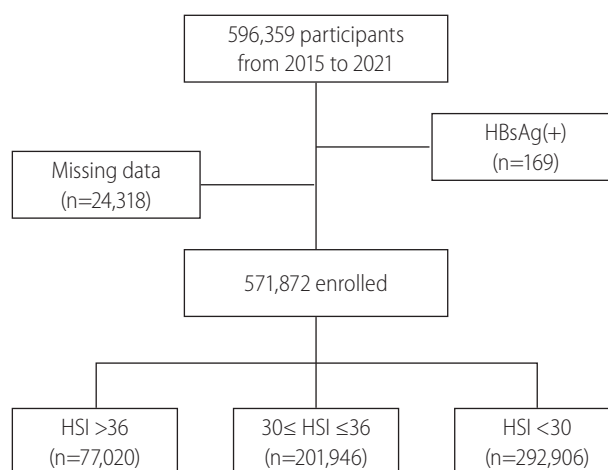 596,359 participants
from 2015 to 2021
HBsAg(+)
(n=169)
Missing data
(n=24,318)
571,872 enrolled
HSI >36
(n=77,020)
30≤ HSI ≤36
(n=201,946)
HSI <30
(n=292,906)